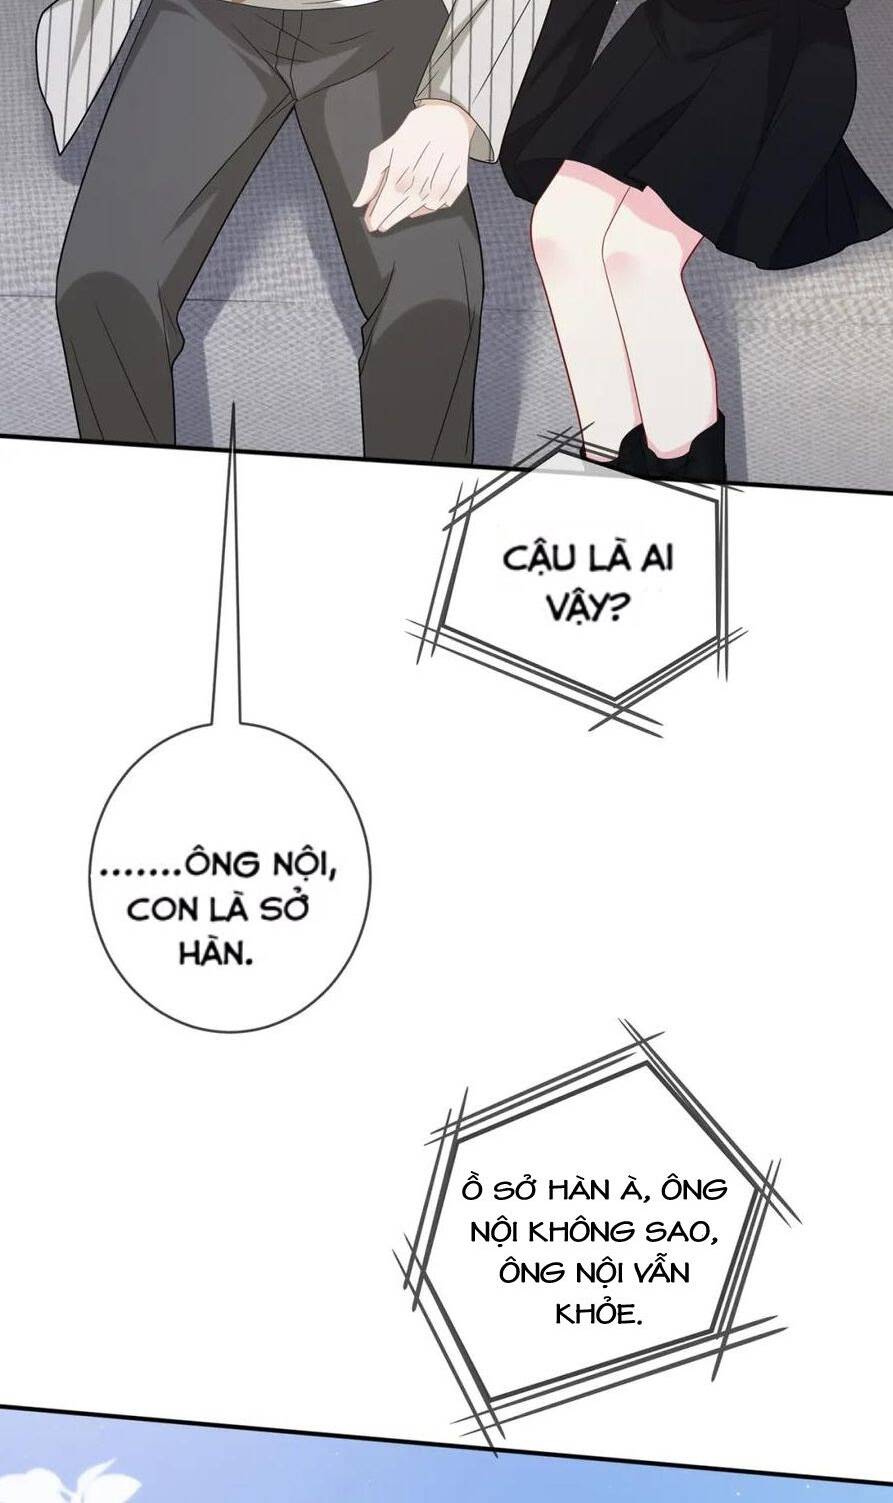 CẬU LÀ AI
VẬY?
.......ÔNG NỘI,
CON LÀ SỞ
HÀN.
Ồ SỞ HÀN À, ÔNG
NỘI KHÔNG SAO,
ÔNG NỘI VẪN
KHỎE.